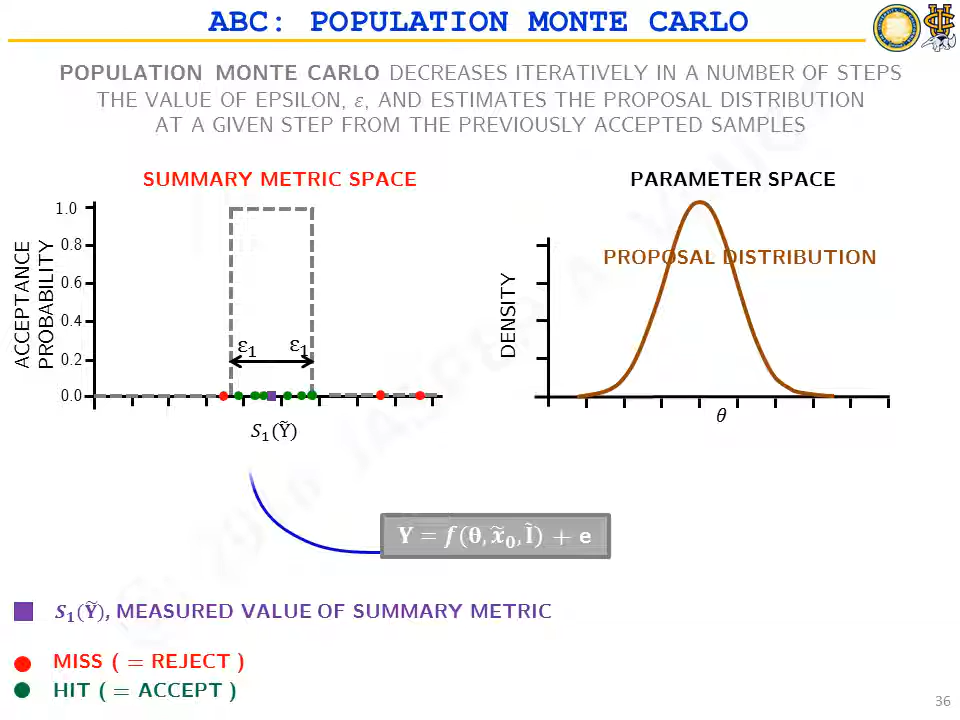 ABC: POPULATION MONTE CARLO
POPULATION MONTE CARLO DECREASES ITERATIVELY IN A NUMBER OF STEPS
THE VALUE OF EPSILON, ε, AND ESTIMATES THE PROPOSAL DISTRIBUTION
AT A GIVEN STEP FROM THE PREVIOUSLY ACCEPTED SAMPLES
SUMMARY METRIC SPACE
ACCEPTANCE
PROBABILITY
1.0
0.8
0.6
0.4
0.2
0.0
ε₁ ε₁
S₁(Ỹ)
PARAMETER SPACE
PROPOSAL DISTRIBUTION
DENSITY
θ
Y = f(θ, x̃₀, Ĩ) + e
S₁(Ỹ), MEASURED VALUE OF SUMMARY METRIC
MISS ( = REJECT )
HIT ( = ACCEPT )
36